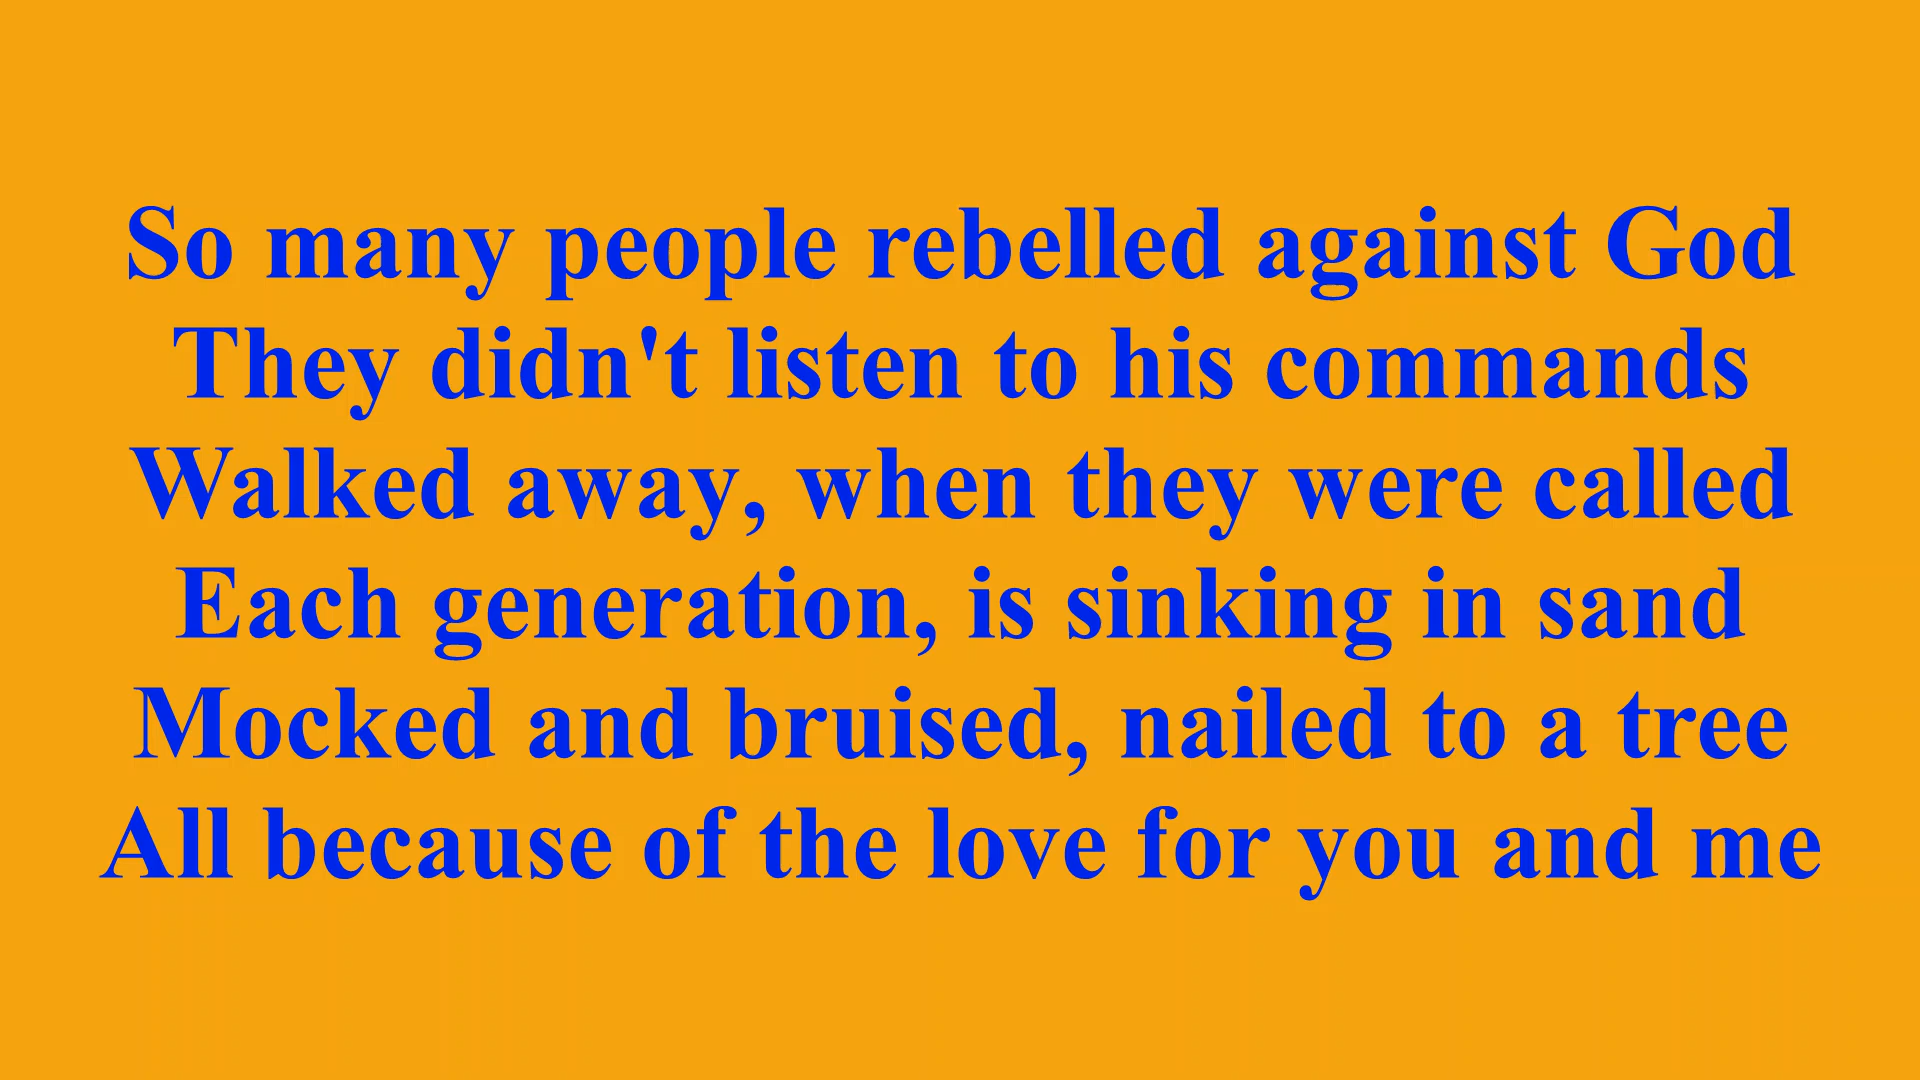 So many people rebelled against God
They didn't listen to his commands
Walked away, when they were called
Each generation, is sinking in sand
Mocked and bruised, nailed to a tree
All because of the love for you and me